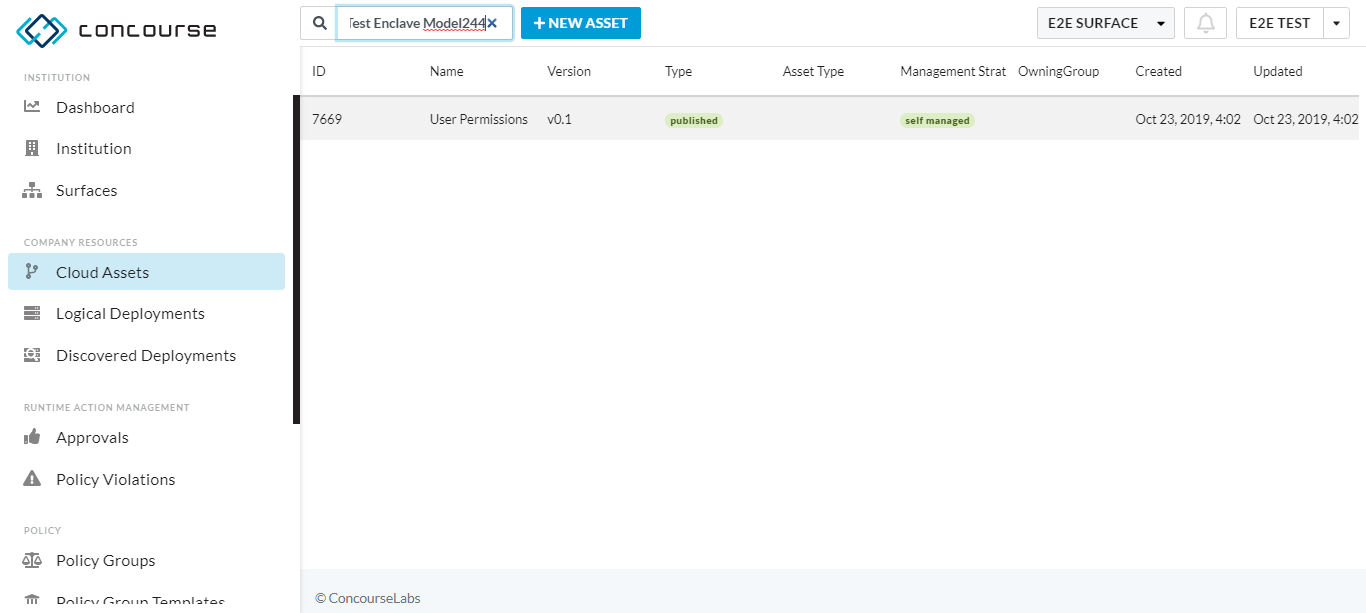 concourse
Test Enclave Model244
NEW ASSET
E2E SURFACE
E2E TEST
INSTITUTION
Dashboard
Institution
Surfaces
COMPANY RESOURCES
Cloud Assets
Logical Deployments
Discovered Deployments
RUNTIME ACTION MANAGEMENT
Approvals
Policy Violations
POLICY
Policy Groups
Policy Group Templates
ID Name Version Type Asset Type Management Strat OwningGroup Created Updated
7669 User Permissions v0.1 published self managed Oct 23, 2019, 4:02 Oct 23, 2019, 4:02
© ConcourseLabs